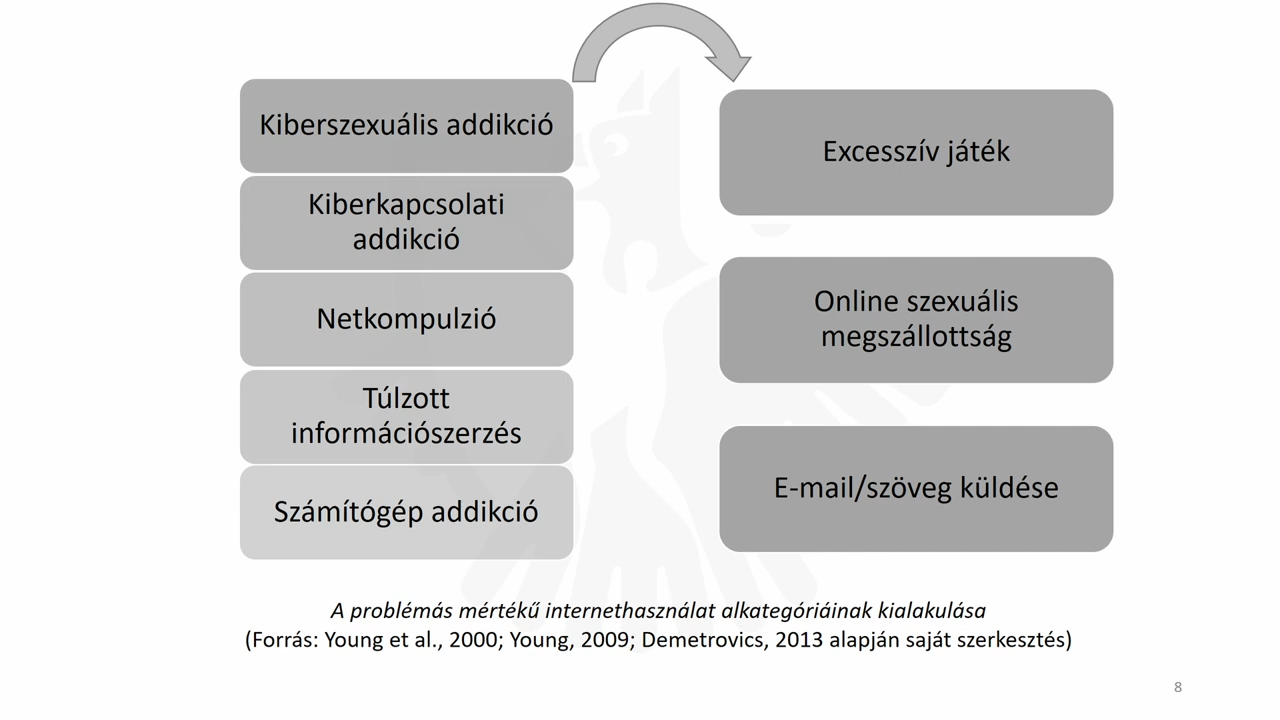 Kiberszexuális addikció
Kiberkapcsolati
addikció
Netkompulzió
Túlzott
információszerzés
Számítógép addikció
Excesszív játék
Online szexuális
megszállottság
E-mail/szöveg küldése
A problémás mértékű internethasználat alkategóriáinak kialakulása
(Forrás: Young et al., 2000; Young, 2009; Demetrovics, 2013 alapján saját szerkesztés)
8